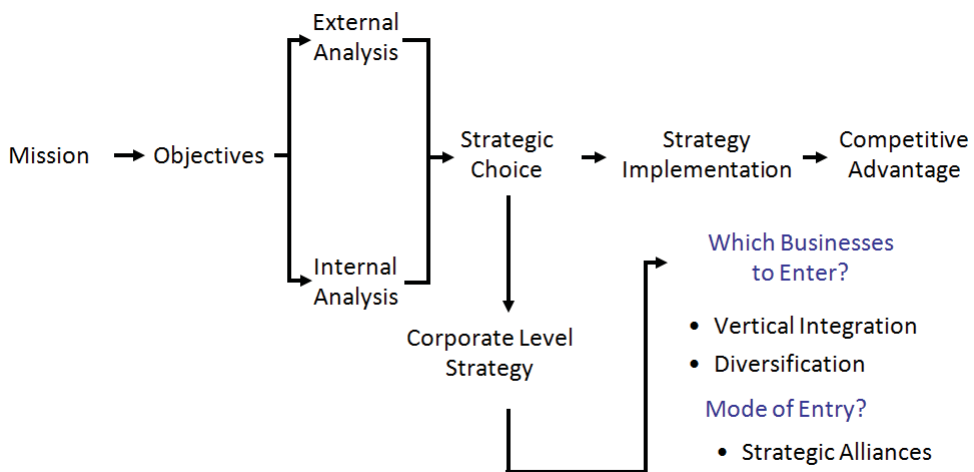 External
Analysis
Mission
Objectives
Strategic
Choice
Strategy
Implementation
Competitive
Advantage
Internal
Analysis
Corporate Level
Strategy
Which Businesses
to Enter?
• Vertical Integration
• Diversification
Mode of Entry?
• Strategic Alliances